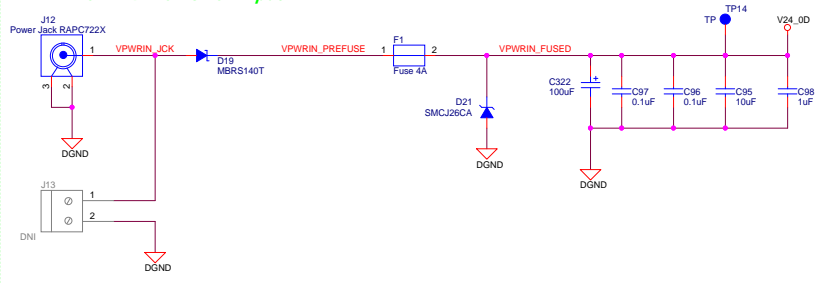 J12
Power Jack RAPC722X
1
3
2
VPWRIN_JCK
D19
MBRS140T
VPWRIN_PREFUSE
1
F1
2
Fuse 4A
VPWRIN_FUSED
TP14
TP
V24_0D
D21
SMCJ26CA
C322
100uF
+
C97
0.1uF
C96
0.1uF
C95
10uF
C98
1uF
DGND
DGND
DGND
J13
1
2
DNI
DGND